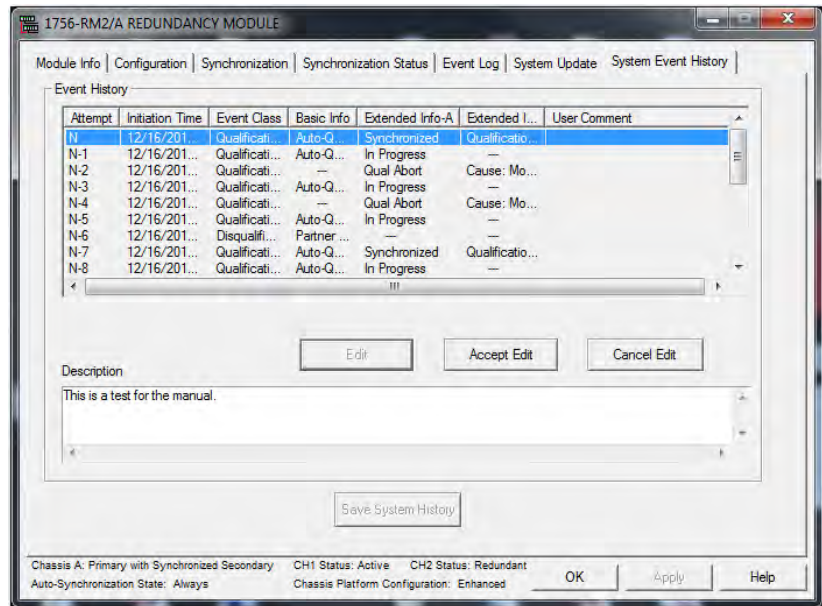 1756-RM2/A REDUNDANCY MODULE
Module Info Configuration Synchronization Synchronization Status Event Log System Update System Event History
Event History
Attempt Initiation Time Event Class Basic Info Extended Info-A Extended I... User Comment
N 12/16/201... Qualificati... Auto-Q... Synchronized Qualificatio...
N-1 12/16/201... Qualificati... Auto-Q... In Progress —
N-2 12/16/201... Qualificati... — Qual Abort Cause: Mo...
N-3 12/16/201... Qualificati... Auto-Q... In Progress —
N-4 12/16/201... Qualificati... — Qual Abort Cause: Mo...
N-5 12/16/201... Qualificati... Auto-Q... In Progress —
N-6 12/16/201... Disqualifi... Partner ... — —
N-7 12/16/201... Qualificati... Auto-Q... Synchronized Qualificatio...
N-8 12/16/201... Qualificati... Auto-Q... In Progress —
Edit Accept Edit Cancel Edit
Description
This is a test for the manual.
Save System History
Chassis A: Primary with Synchronized Secondary CH1 Status: Active CH2 Status: Redundant
Auto-Synchronization State: Always Chassis Platform Configuration: Enhanced
OK Apply Help